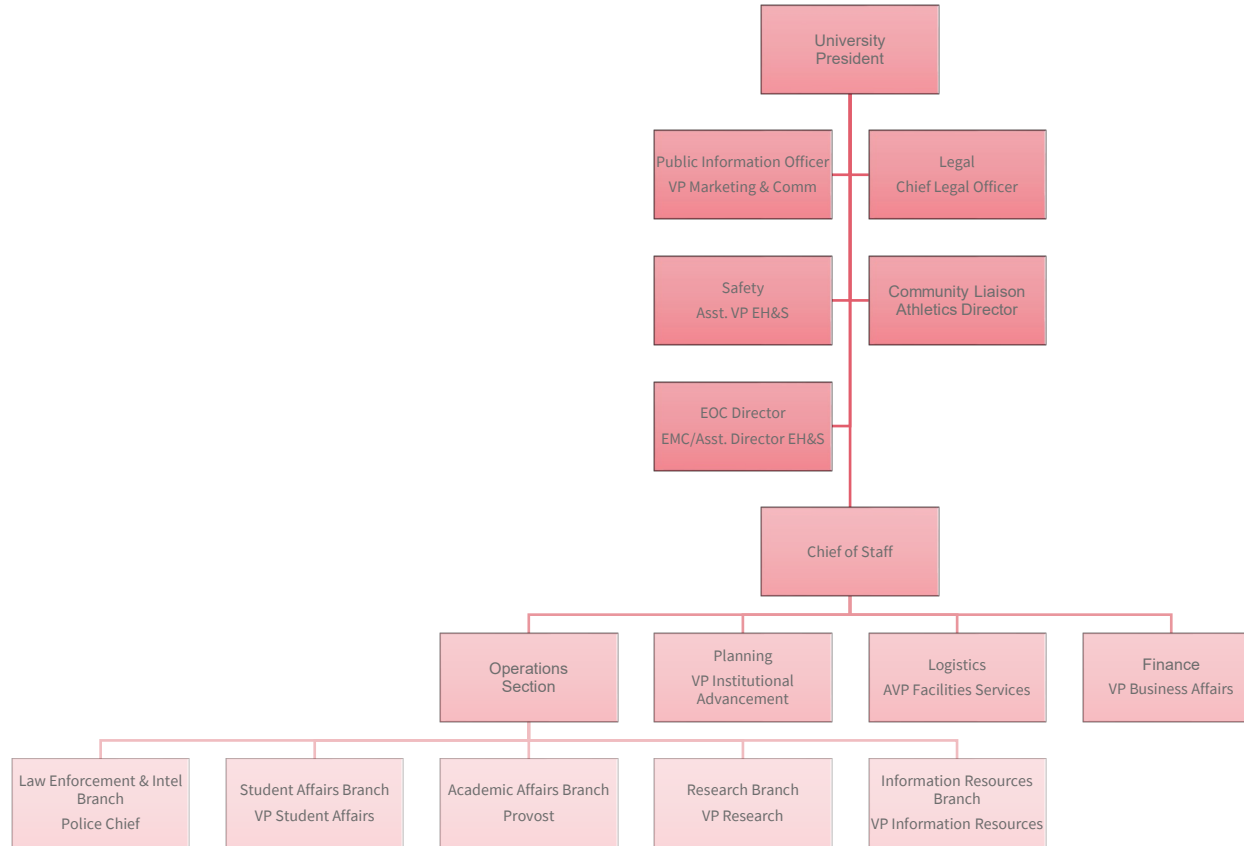 University
President
Public Information Officer
VP Marketing & Comm
Legal
Chief Legal Officer
Safety
Asst. VP EH&S
Community Liaison
Athletics Director
EOC Director
EMC/Asst. Director EH&S
Chief of Staff
Operations
Section
Planning
VP Institutional
Advancement
Logistics
AVP Facilities Services
Finance
VP Business Affairs
Law Enforcement & Intel
Branch
Police Chief
Student Affairs Branch
VP Student Affairs
Academic Affairs Branch
Provost
Research Branch
VP Research
Information Resources
Branch
VP Information Resources